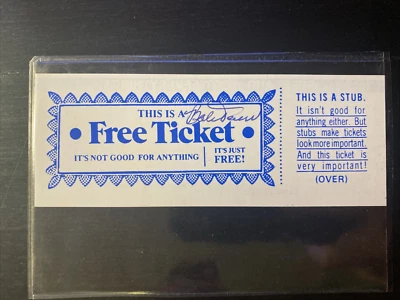 THIS IS A
• Free Ticket •
IT'S NOT GOOD FOR ANYTHING
IT'S JUST
FREE!
THIS IS A STUB.
It isn't good for
anything either. But
stubs make tickets
look more important.
And this ticket is
very important!
(OVER)